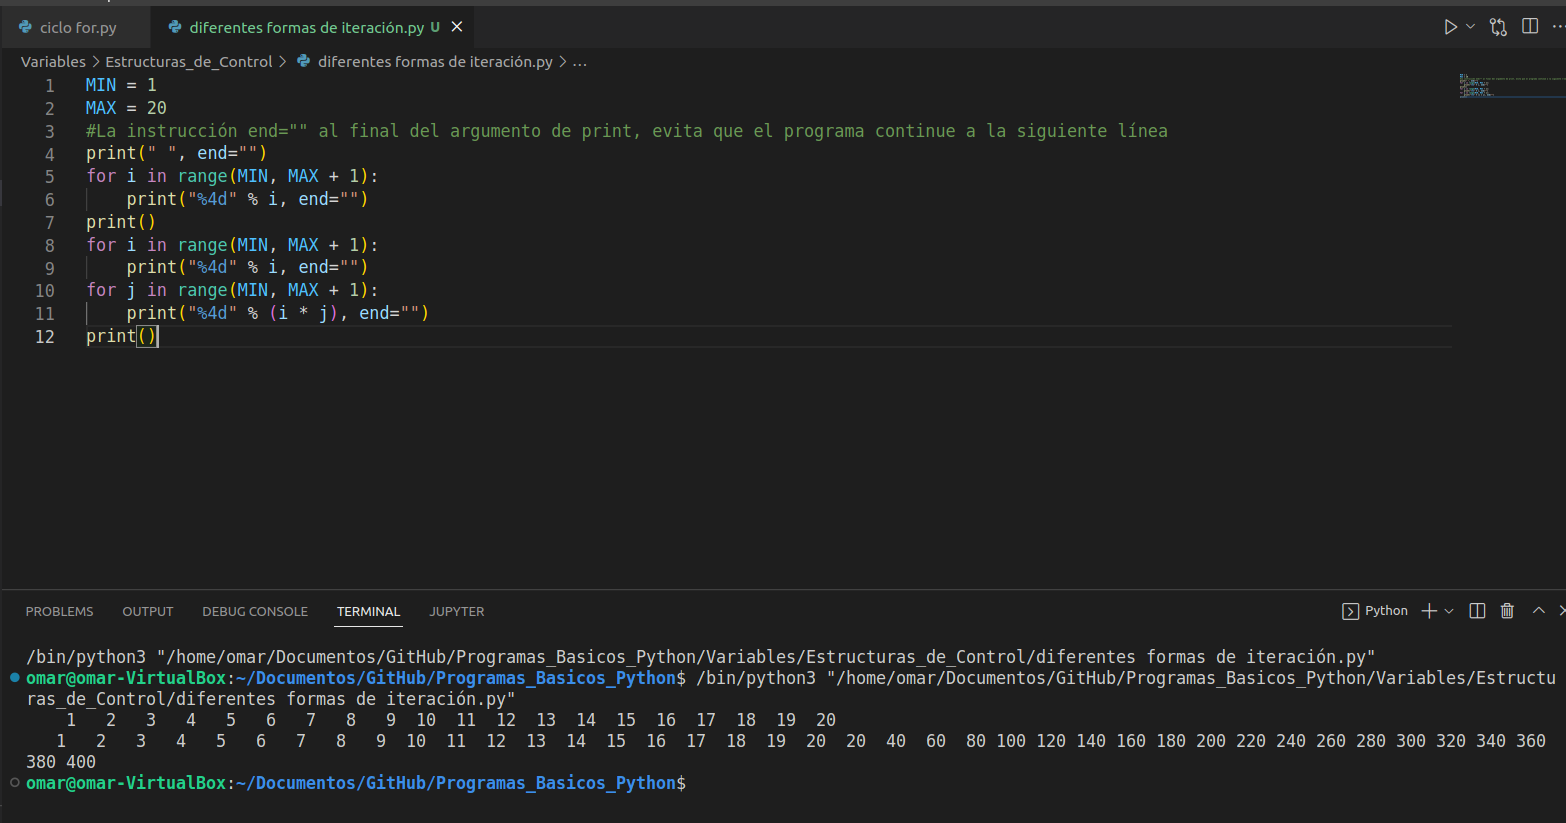 ciclo for.py
diferentes formas de iteración.py U
Variables > Estructuras_de_Control > diferentes formas de iteración.py > ...
1 MIN = 1
2 MAX = 20
3 #La instrucción end="" al final del argumento de print, evita que el programa continue a la siguiente línea
4 print(" ", end="")
5 for i in range(MIN, MAX + 1):
6     print("%4d" % i, end="")
7 print()
8 for i in range(MIN, MAX + 1):
9     print("%4d" % i, end="")
10 for j in range(MIN, MAX + 1):
11     print("%4d" % (i * j), end="")
12 print()
PROBLEMS OUTPUT DEBUG CONSOLE TERMINAL JUPYTER
Python
/bin/python3 "/home/omar/Documentos/GitHub/Programas_Basicos_Python/Variables/Estructuras_de_Control/diferentes formas de iteración.py"
omar@omar-VirtualBox:~/Documentos/GitHub/Programas_Basicos_Python$ /bin/python3 "/home/omar/Documentos/GitHub/Programas_Basicos_Python/Variables/Estructu
ras_de_Control/diferentes formas de iteración.py"
    1   2   3   4   5   6   7   8   9  10  11  12  13  14  15  16  17  18  19  20
   1   2   3   4   5   6   7   8   9  10  11  12  13  14  15  16  17  18  19  20  20  40  60  80 100 120 140 160 180 200 220 240 260 280 300 320 340 360
380 400
omar@omar-VirtualBox:~/Documentos/GitHub/Programas_Basicos_Python$